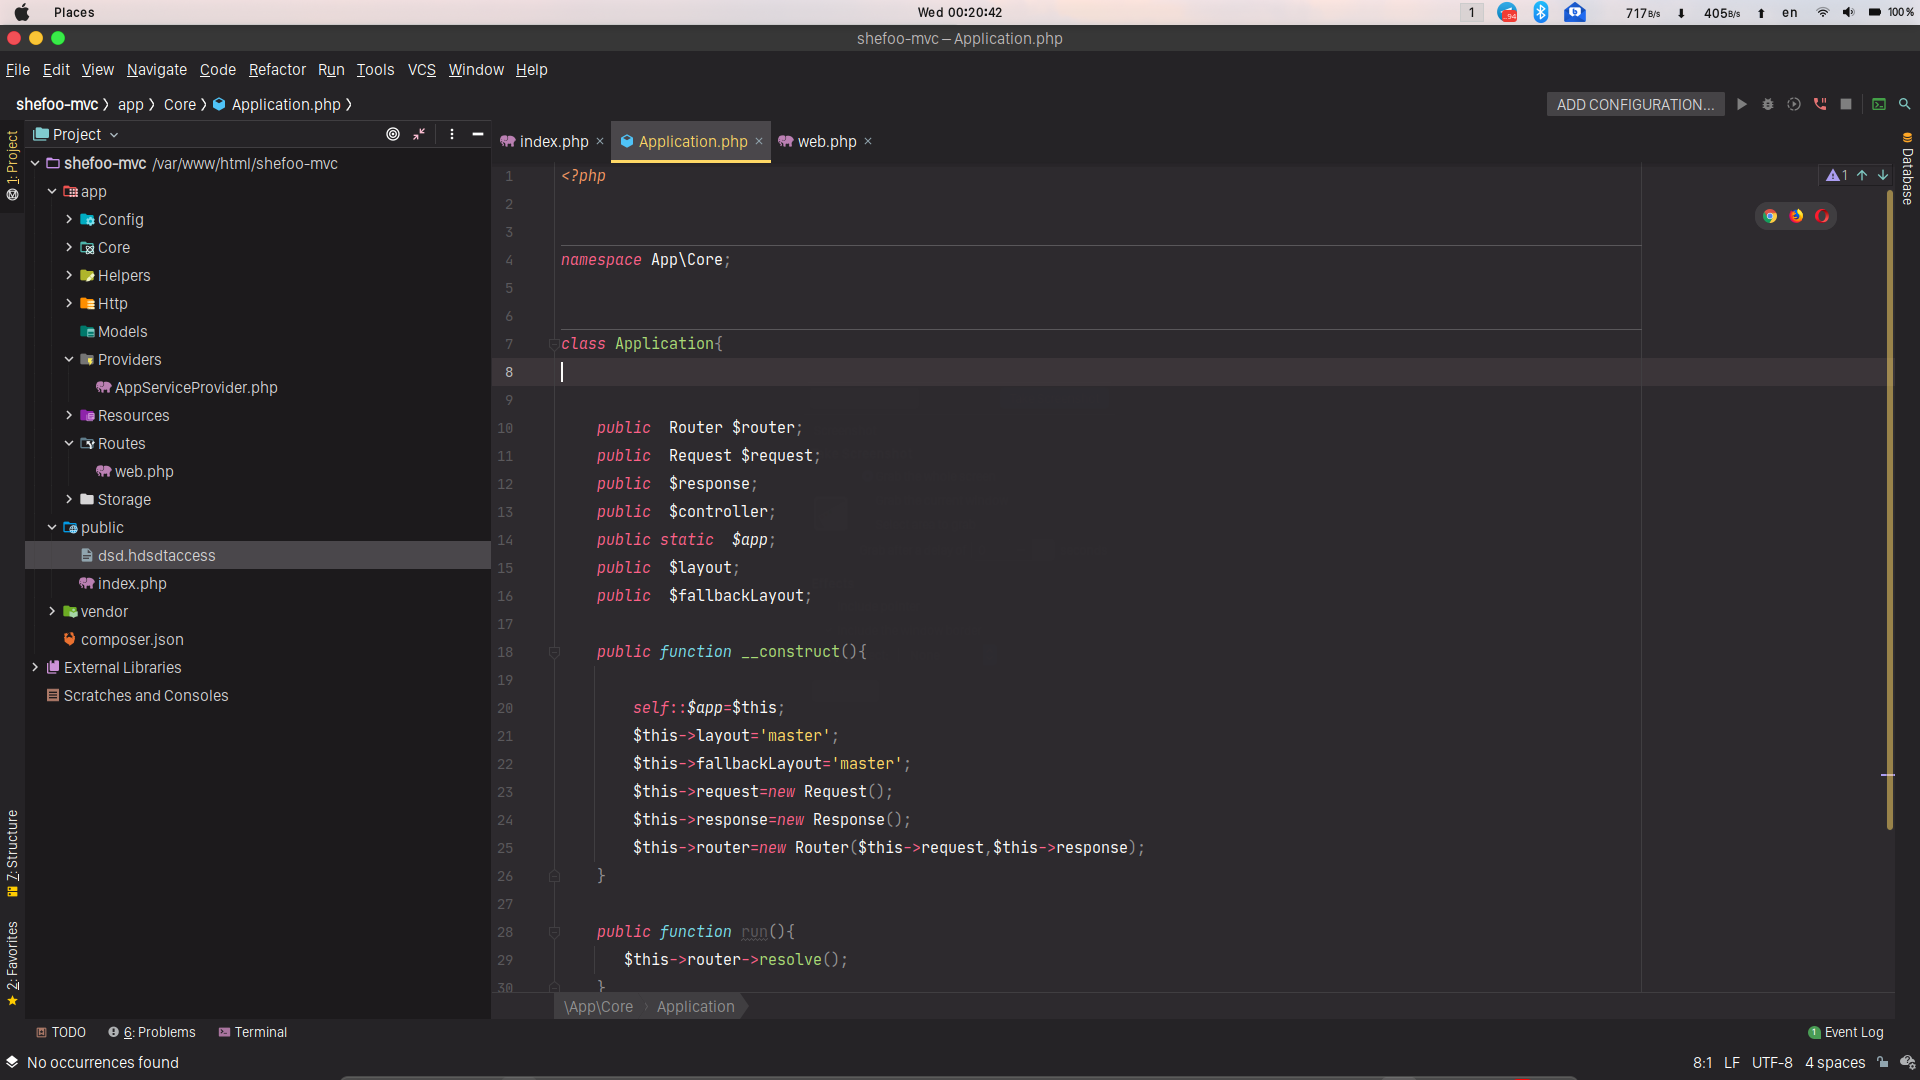 Places
Wed 00:20:42
1
94
717B/s
405B/s
en
100%
shefoo-mvc – Application.php
File Edit View Navigate Code Refactor Run Tools VCS Window Help
shefoo-mvc
app
Core
Application.php
ADD CONFIGURATION...
1: Project
Project
index.php
Application.php
web.php
Database
shefoo-mvc /var/www/html/shefoo-mvc
app
Config
Core
Helpers
Http
Models
Providers
AppServiceProvider.php
Resources
Routes
web.php
Storage
public
dsd.hdsdtaccess
index.php
vendor
composer.json
External Libraries
Scratches and Consoles
7: Structure
2: Favorites
1
1 <?php
2
3
4 namespace App\Core;
5
6
7 class Application{
8
9
10 public  Router $router;
11 public  Request $request;
12 public  $response;
13 public  $controller;
14 public static  $app;
15 public  $layout;
16 public  $fallbackLayout;
17
18 public function __construct(){
19
20 self::$app=$this;
21 $this->layout='master';
22 $this->fallbackLayout='master';
23 $this->request=new Request();
24 $this->response=new Response();
25 $this->router=new Router($this->request,$this->response);
26 }
27
28 public function run(){
29 $this->router->resolve();
30 }
\App\Core
Application
TODO
6: Problems
Terminal
1 Event Log
No occurrences found
8:1 LF UTF-8 4 spaces